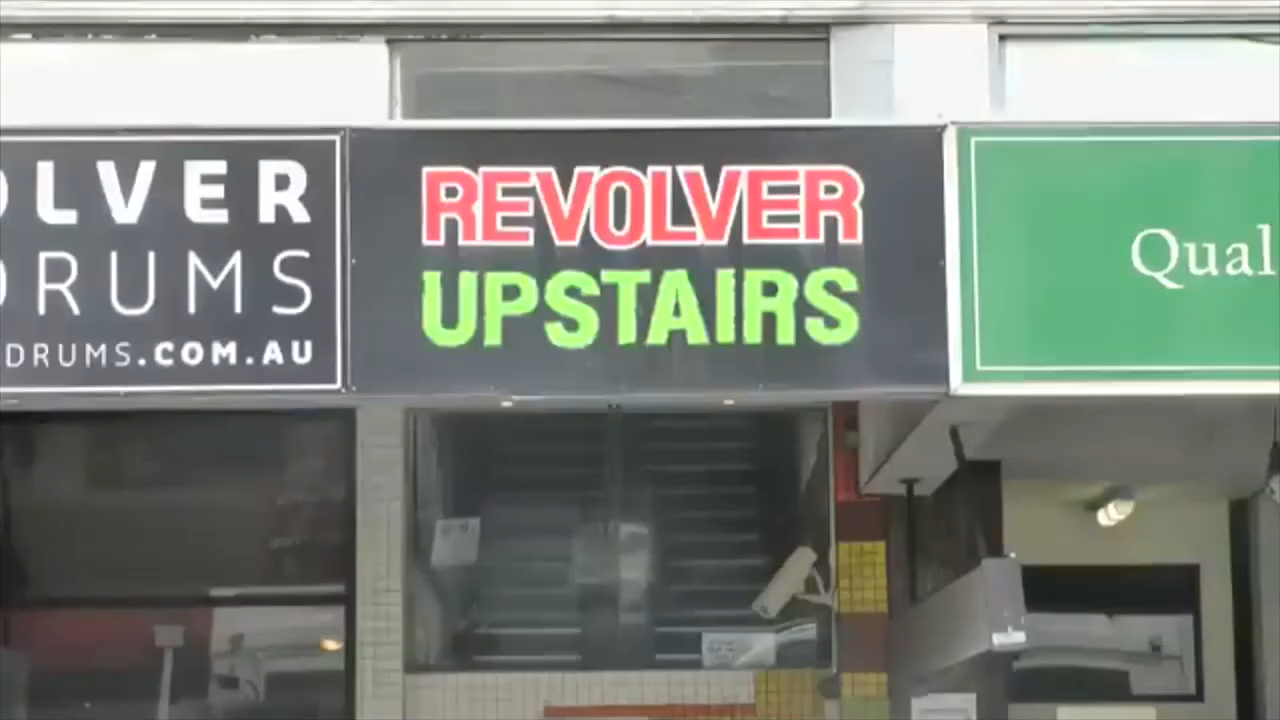 OLVER
DRUMS
DRUMS.COM.AU
REVOLVER
UPSTAIRS
Qual